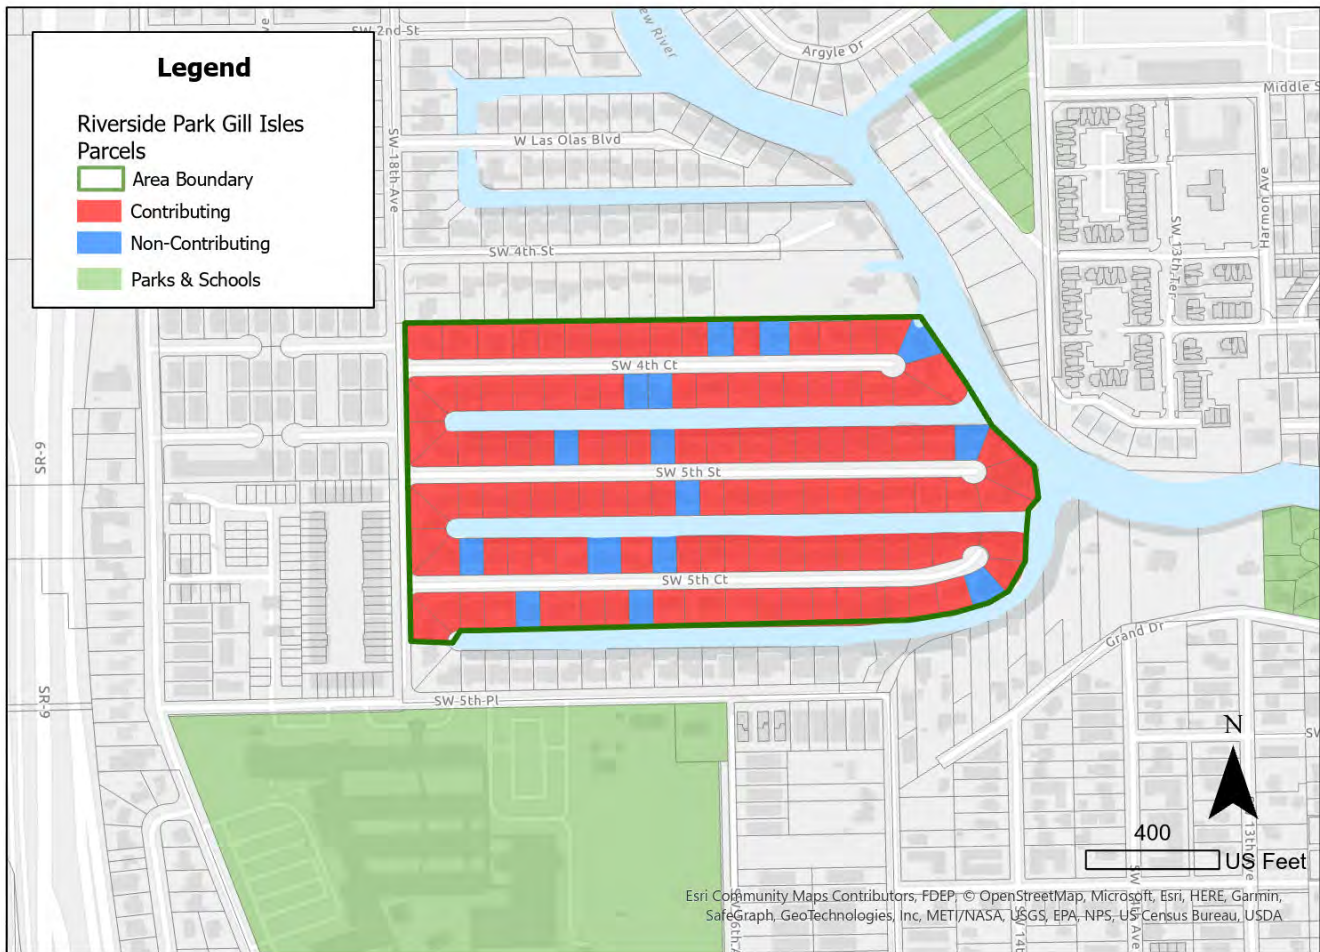 Legend
Riverside Park Gill Isles
Parcels
Area Boundary
Contributing
Non-Contributing
Parks & Schools
SW 2nd St
New River
Argyle Dr
Middle S
W Las Olas Blvd
SW 18th Ave
SW 4th St
SW 13th Ter
Harmon Ave
SW 4th Ct
SW 5th St
SW 5th Ct
SR-9
SR-9
SW 5th Pl
Grand Dr
N
400
US Feet
Esri Community Maps Contributors, FDEP, © OpenStreetMap, Microsoft, Esri, HERE, Garmin,
SafeGraph, GeoTechnologies, Inc, METI/NASA, USGS, EPA, NPS, US Census Bureau, USDA